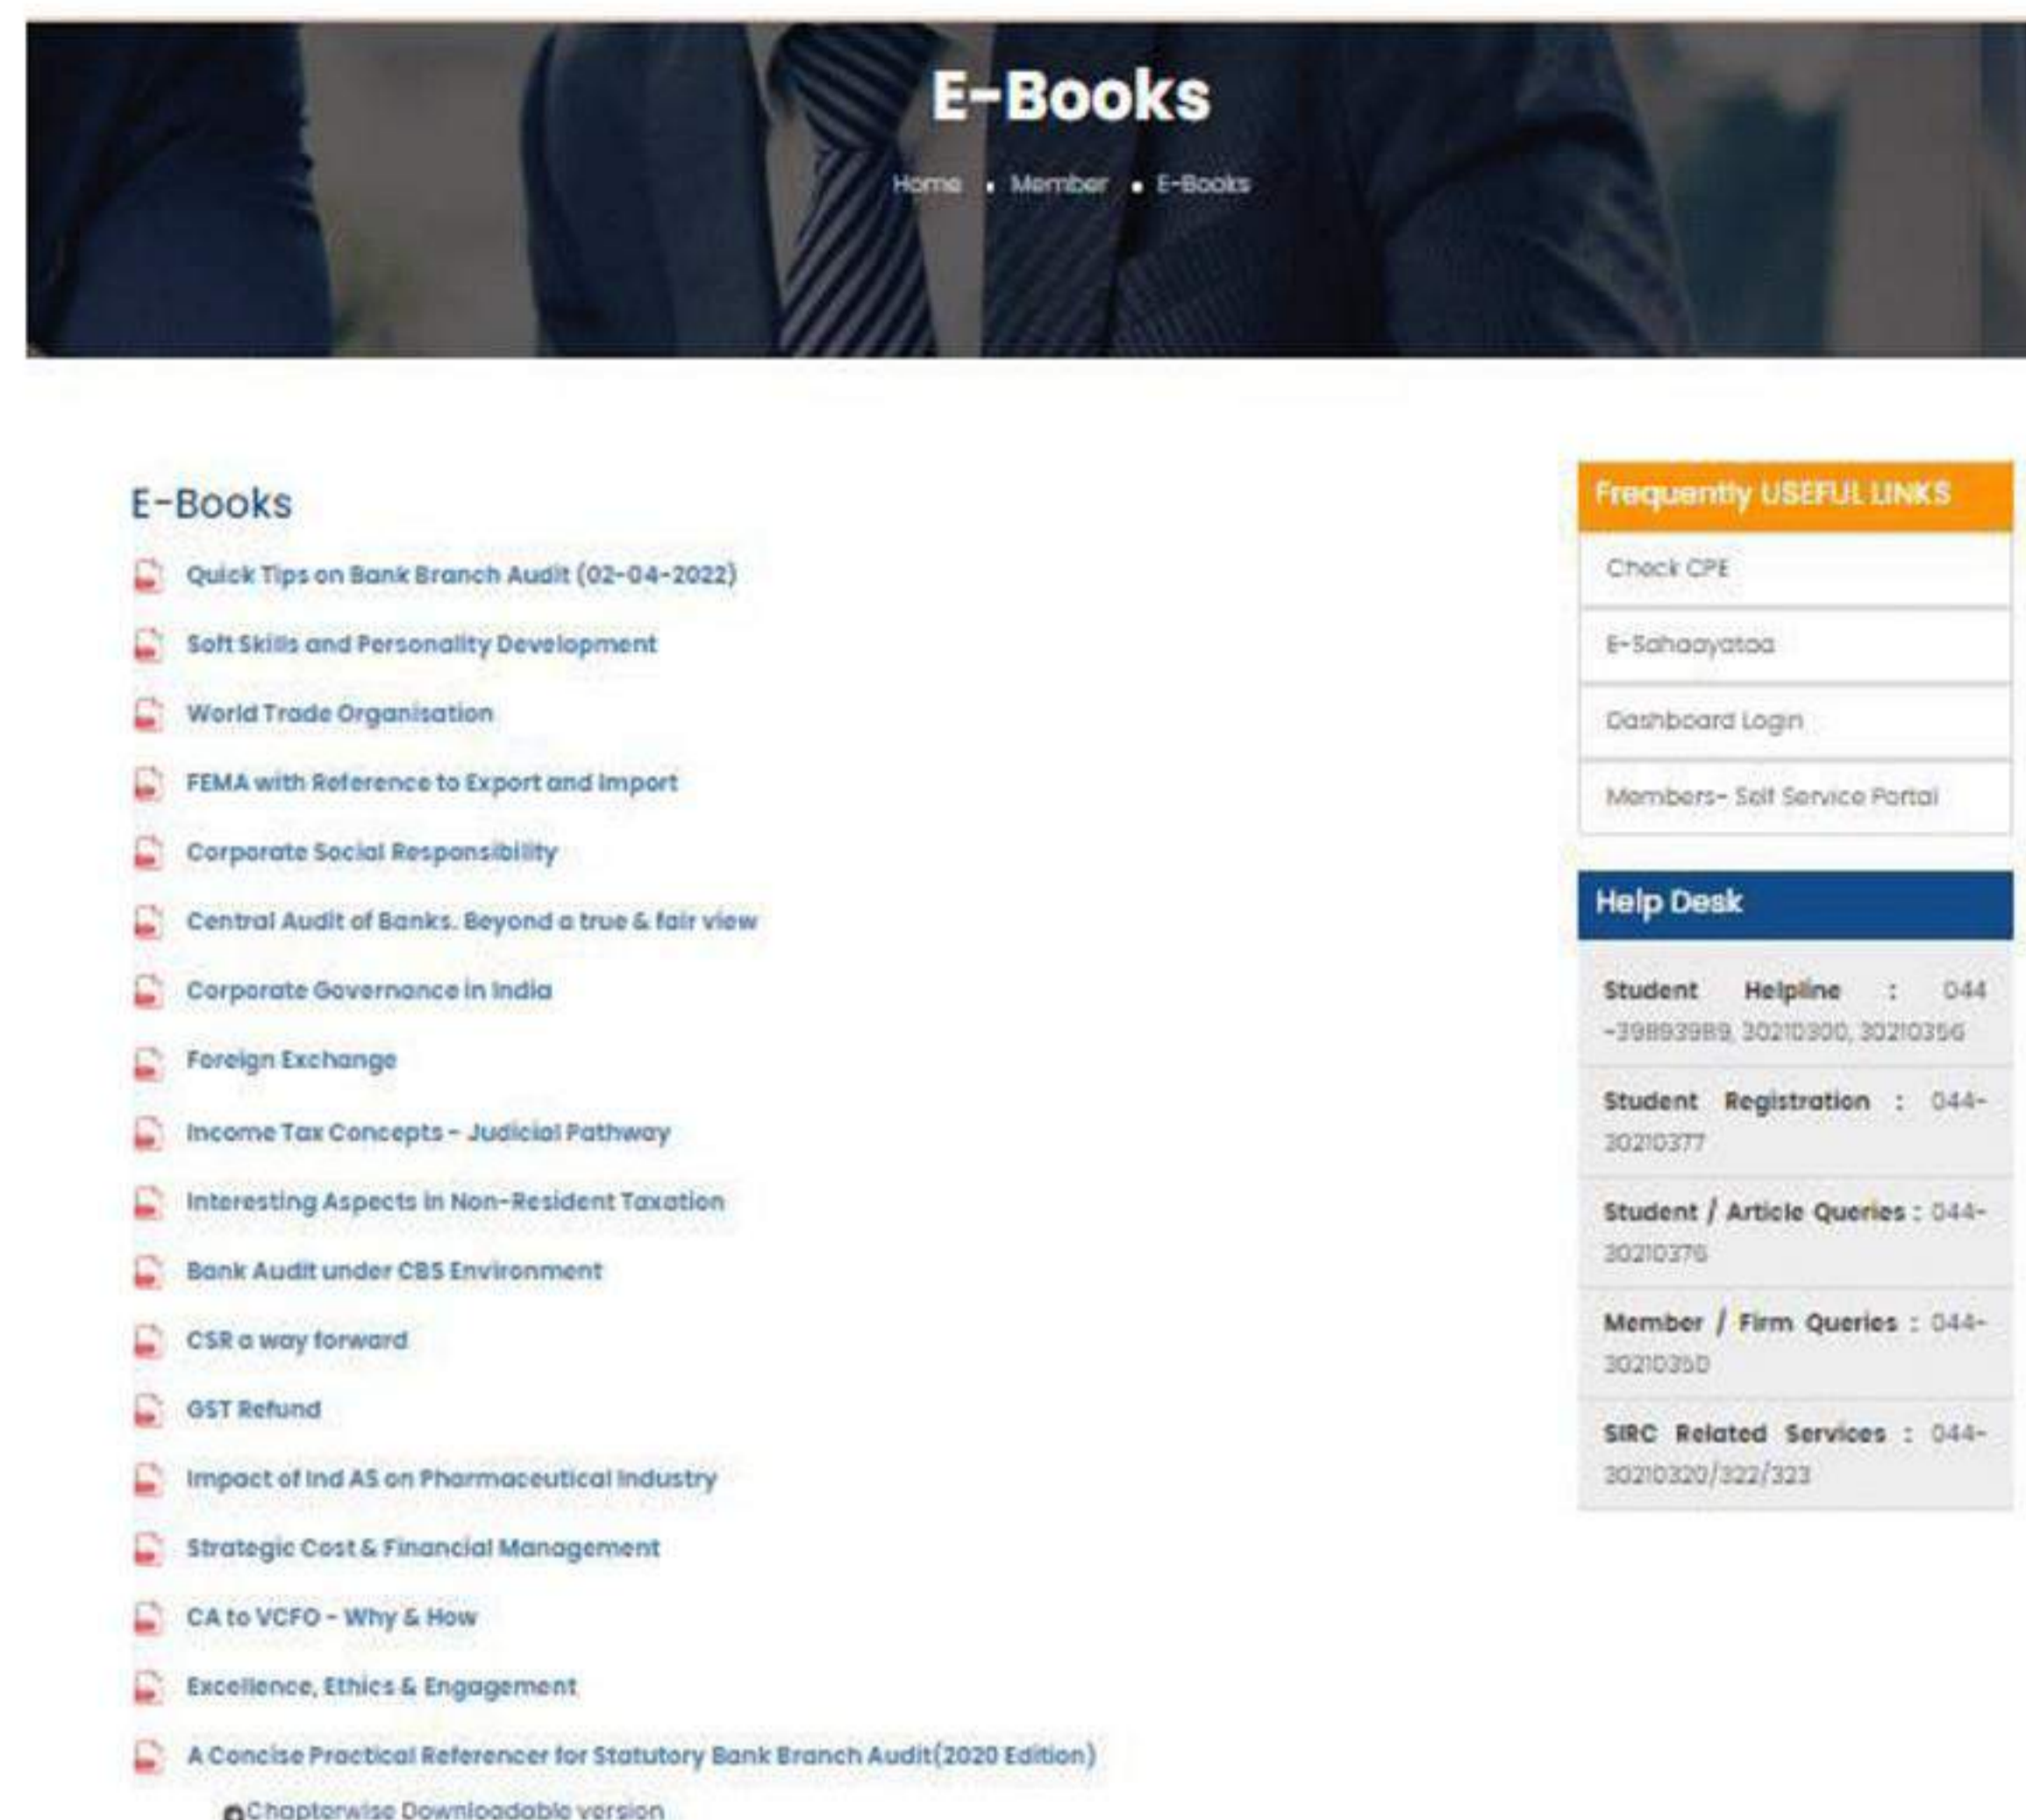 E-Books
Home • Member • E-Books
E-Books
Quick Tips on Bank Branch Audit (02-04-2022)
Soft Skills and Personality Development
World Trade Organisation
FEMA with Reference to Export and Import
Corporate Social Responsibility
Central Audit of Banks. Beyond a true & fair view
Corporate Governance in India
Foreign Exchange
Income Tax Concepts - Judicial Pathway
Interesting Aspects in Non-Resident Taxation
Bank Audit under CBS Environment
CSR a way forward
GST Refund
Impact of Ind AS on Pharmaceutical Industry
Strategic Cost & Financial Management
CA to VCFO - Why & How
Excellence, Ethics & Engagement
A Concise Practical Referencer for Statutory Bank Branch Audit(2020 Edition)
Chapterwise Downloadable version
Frequently USEFUL LINKS
Check CPE
E-Sahaayataa
Dashboard Login
Members- Self Service Portal
Help Desk
Student Helpline : 044
-39893989, 30210300, 30210356
Student Registration : 044-
30210377
Student / Article Queries : 044-
30210376
Member / Firm Queries : 044-
30210350
SIRC Related Services : 044-
30210320/322/323